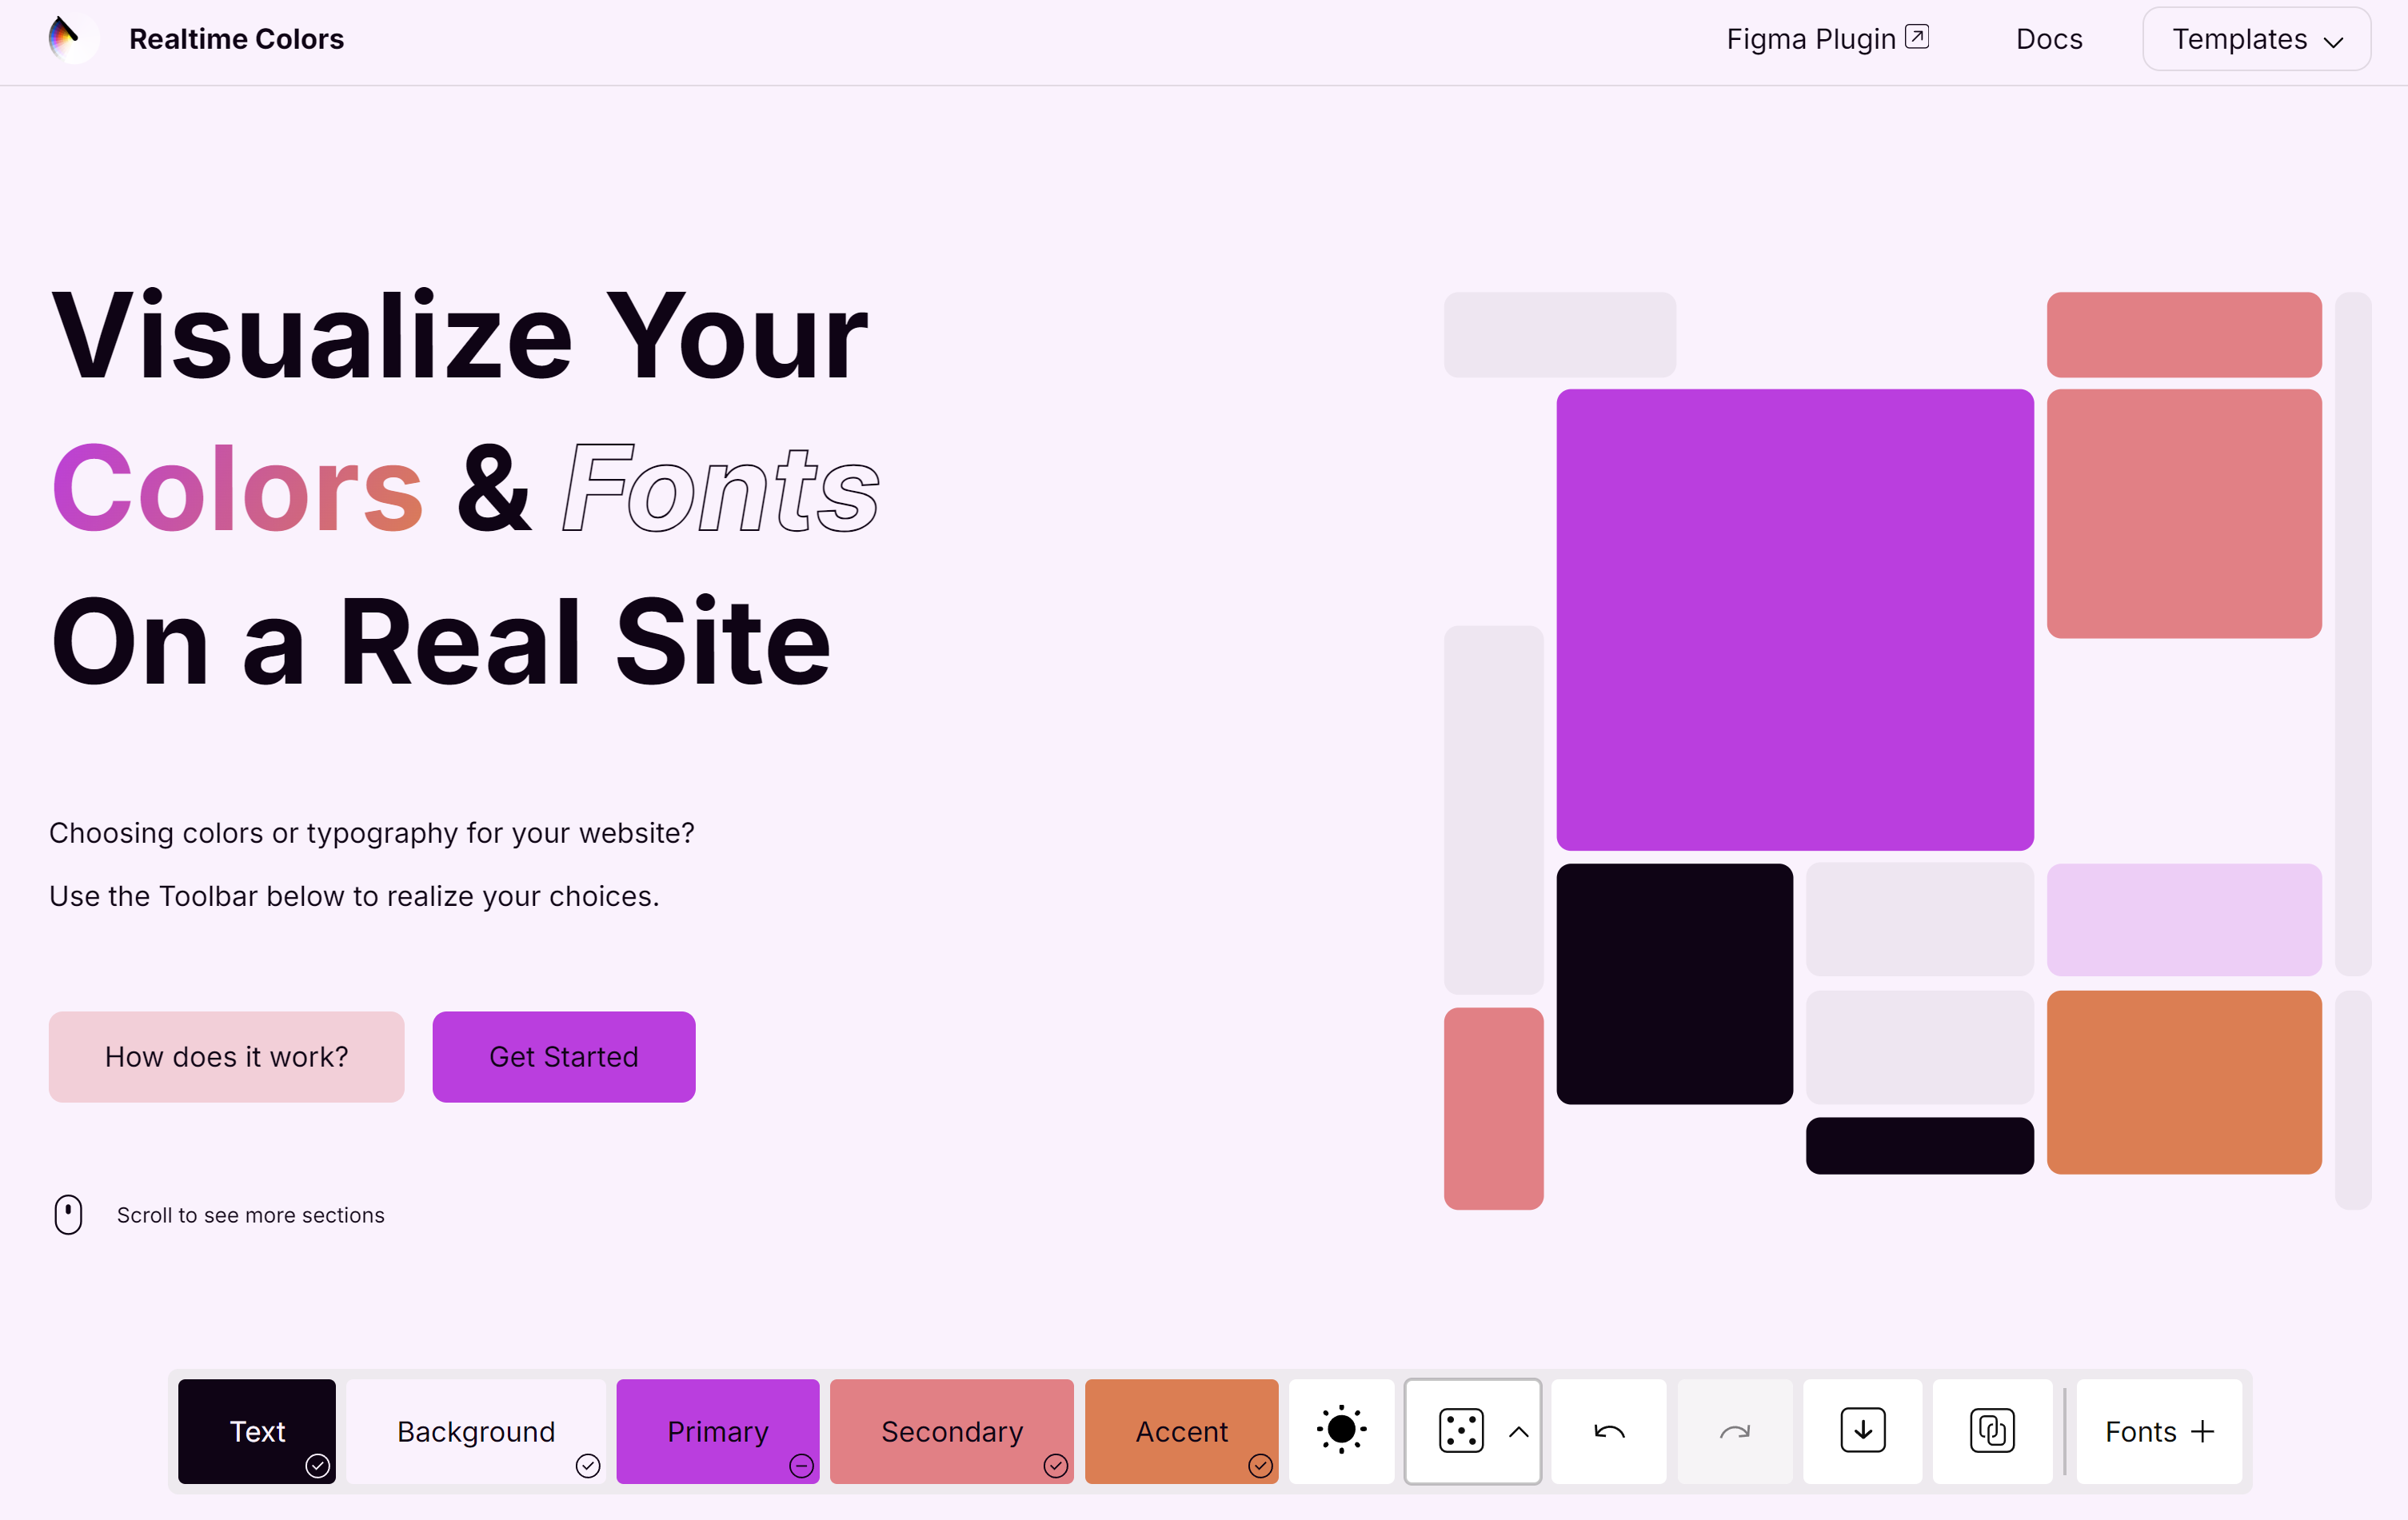 Realtime Colors
Figma Plugin
Docs
Templates
Visualize Your
Colors & Fonts
On a Real Site
Choosing colors or typography for your website?
Use the Toolbar below to realize your choices.
How does it work?
Get Started
Scroll to see more sections
Text
Background
Primary
Secondary
Accent
Fonts